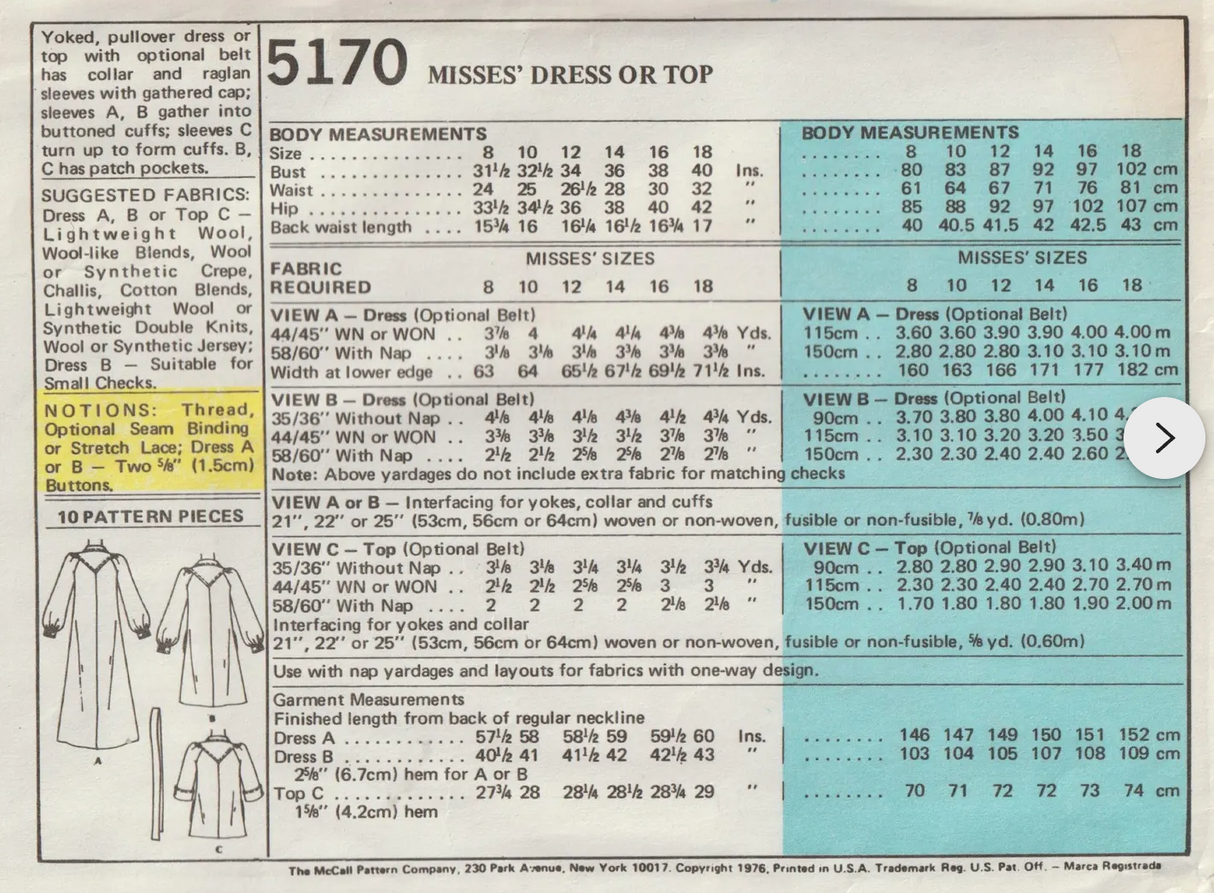 Yoked, pullover dress or
top with optional belt
has collar and raglan
sleeves with gathered cap;
sleeves A, B gather into
buttoned cuffs; sleeves C
turn up to form cuffs. B,
C has patch pockets.
SUGGESTED FABRICS:
Dress A, B or Top C —
Lightweight Wool,
Wool-like Blends, Wool
or Synthetic Crepe,
Challis, Cotton Blends,
Lightweight Wool or
Synthetic Double Knits,
Wool or Synthetic Jersey;
Dress B — Suitable for
Small Checks.
NOTIONS: Thread,
Optional Seam Binding
or Stretch Lace; Dress A
or B — Two 5/8" (1.5cm)
Buttons.
10 PATTERN PIECES
A
B
C
5170 MISSES' DRESS OR TOP
BODY MEASUREMENTS BODY MEASUREMENTS
Size . . . . . . . . . . . . . . . 8 10 12 14 16 18 . . . . . . . . 8 10 12 14 16 18
Bust . . . . . . . . . . . . . . . 31½ 32½ 34 36 38 40 Ins. . . . . . . . . 80 83 87 92 97 102 cm
Waist . . . . . . . . . . . . . . 24 25 26½ 28 30 32 " . . . . . . . . 61 64 67 71 76 81 cm
Hip . . . . . . . . . . . . . . . 33½ 34½ 36 38 40 42 " . . . . . . . . 85 88 92 97 102 107 cm
Back waist length . . . . 15¾ 16 16¼ 16½ 16¾ 17 " . . . . . . . . 40 40.5 41.5 42 42.5 43 cm
MISSES' SIZES MISSES' SIZES
FABRIC
REQUIRED 8 10 12 14 16 18 8 10 12 14 16 18
VIEW A — Dress (Optional Belt) VIEW A — Dress (Optional Belt)
44/45" WN or WON . . 3⅞ 4 4¼ 4¼ 4⅜ 4⅜ Yds. 115cm . . 3.60 3.60 3.90 3.90 4.00 4.00 m
58/60" With Nap . . . . 3⅛ 3⅛ 3⅛ 3⅜ 3⅜ 3⅜ " 150cm . . 2.80 2.80 2.80 3.10 3.10 3.10 m
Width at lower edge . . 63 64 65½ 67½ 69½ 71½ Ins. . . . . . . . . 160 163 166 171 177 182 cm
VIEW B — Dress (Optional Belt) VIEW B — Dress (Optional Belt)
35/36" Without Nap . . 4⅛ 4⅛ 4⅛ 4⅜ 4½ 4¾ Yds. 90cm . . 3.70 3.80 3.80 4.00 4.10
44/45" WN or WON . . 3⅜ 3⅜ 3½ 3½ 3⅞ 3⅞ " 115cm . . 3.10 3.10 3.20 3.20 3.50
58/60" With Nap . . . . 2½ 2½ 2⅝ 2⅝ 2⅞ 2⅞ " 150cm . . 2.30 2.30 2.40 2.40 2.60
Note: Above yardages do not include extra fabric for matching checks
VIEW A or B — Interfacing for yokes, collar and cuffs
21", 22" or 25" (53cm, 56cm or 64cm) woven or non-woven, fusible or non-fusible, ⅞ yd. (0.80m)
VIEW C — Top (Optional Belt) VIEW C — Top (Optional Belt)
35/36" Without Nap . . 3⅛ 3⅛ 3¼ 3¼ 3½ 3¾ Yds. 90cm . . 2.80 2.80 2.90 2.90 3.10 3.40 m
44/45" WN or WON . . 2½ 2½ 2⅝ 2⅝ 3 3 " 115cm . . 2.30 2.30 2.40 2.40 2.70 2.70 m
58/60" With Nap . . . . 2 2 2 2 2⅛ 2⅛ " 150cm . . 1.70 1.80 1.80 1.80 1.90 2.00 m
Interfacing for yokes and collar
21", 22" or 25" (53cm, 56cm or 64cm) woven or non-woven, fusible or non-fusible, ⅝ yd. (0.60m)
Use with nap yardages and layouts for fabrics with one-way design.
Garment Measurements
Finished length from back of regular neckline
Dress A . . . . . . . . . . . . 57½ 58 58½ 59 59½ 60 Ins. . . . . . . . . 146 147 149 150 151 152 cm
Dress B . . . . . . . . . . . . 40½ 41 41½ 42 42½ 43 " . . . . . . . . 103 104 105 107 108 109 cm
2⅝" (6.7cm) hem for A or B
Top C . . . . . . . . . . . . . 27¾ 28 28¼ 28½ 28¾ 29 " . . . . . . . . 70 71 72 72 73 74 cm
1⅝" (4.2cm) hem
The McCall Pattern Company, 230 Park Avenue, New York 10017. Copyright 1976, Printed in U.S.A. Trademark Reg. U.S. Pat. Off. — Marca Registrada